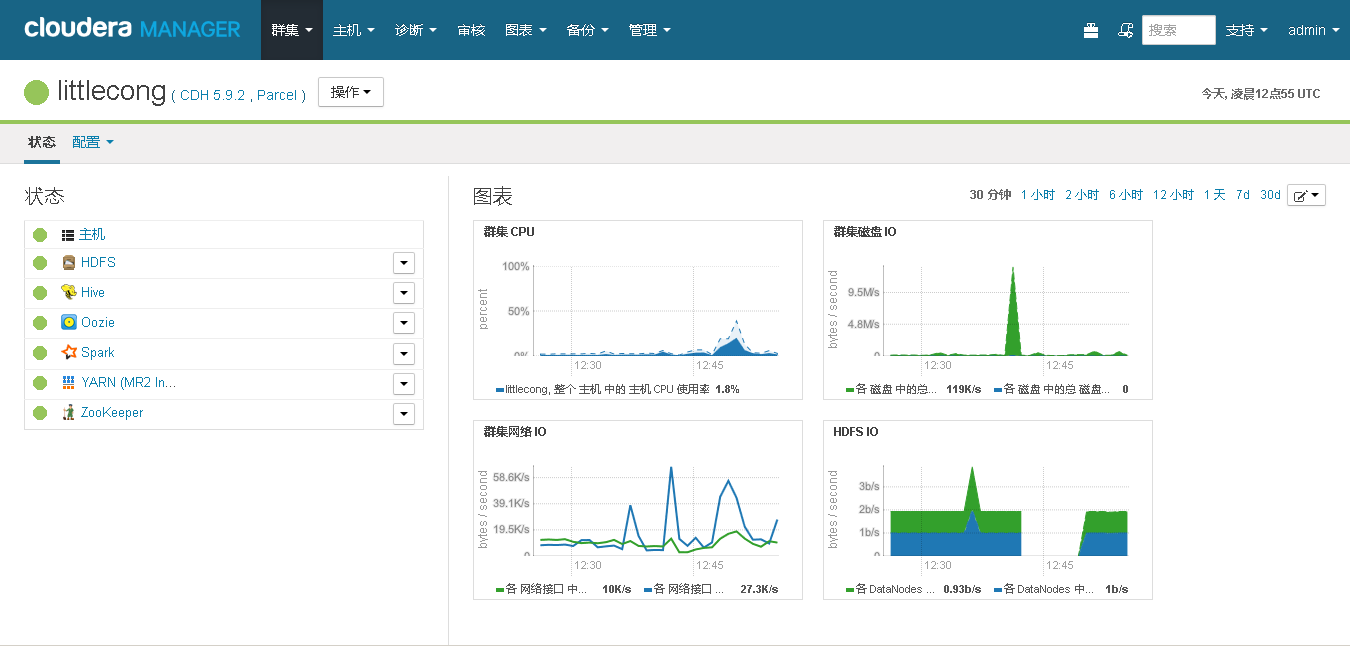 cloudera MANAGER 群集 主机 诊断 审核 图表 备份 管理 搜索 支持 admin
littlecong ( CDH 5.9.2 , Parcel ) 操作 今天, 凌晨12点55 UTC
状态 配置
状态
主机
HDFS
Hive
Oozie
Spark
YARN (MR2 In...
ZooKeeper
图表 30 分钟 1 小时 2 小时 6 小时 12 小时 1 天 7d 30d
群集 CPU
percent
100%
50%
0%
12:30 12:45
littlecong, 整个 主机 中的 主机 CPU 使用率 1.8%
群集磁盘 IO
bytes / second
9.5M/s
4.8M/s
0
12:30 12:45
各 磁盘 中的总... 119K/s 各 磁盘 中的总 磁盘... 0
群集网络 IO
bytes / second
58.6K/s
39.1K/s
19.5K/s
0
12:30 12:45
各 网络接口 中... 10K/s 各 网络接口 ... 27.3K/s
HDFS IO
bytes / second
3b/s
2b/s
1b/s
0
12:30 12:45
各 DataNodes ... 0.93b/s 各 DataNodes 中... 1b/s